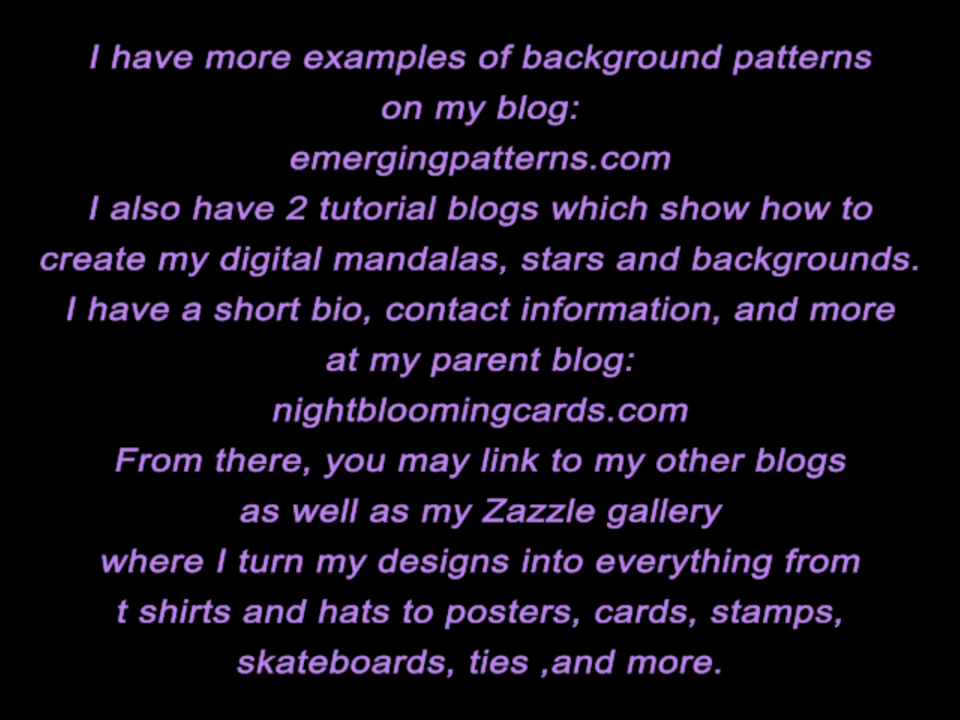 I have more examples of background patterns
on my blog:
emergingpatterns.com
I also have 2 tutorial blogs which show how to
create my digital mandalas, stars and backgrounds.
I have a short bio, contact information, and more
at my parent blog:
nightbloomingcards.com
From there, you may link to my other blogs
as well as my Zazzle gallery
where I turn my designs into everything from
t shirts and hats to posters, cards, stamps,
skateboards, ties ,and more.